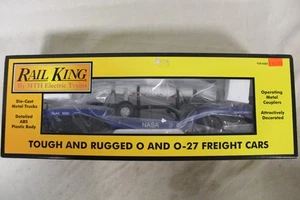 RAIL KING
By MTH Electric Trains
Die-Cast
Metal Trucks
Detailed
ABS
Plastic Body
Operating
Metal
Couplers
Attractively
Decorated
NASA
TOUGH AND RUGGED O AND O-27 FREIGHT CARS